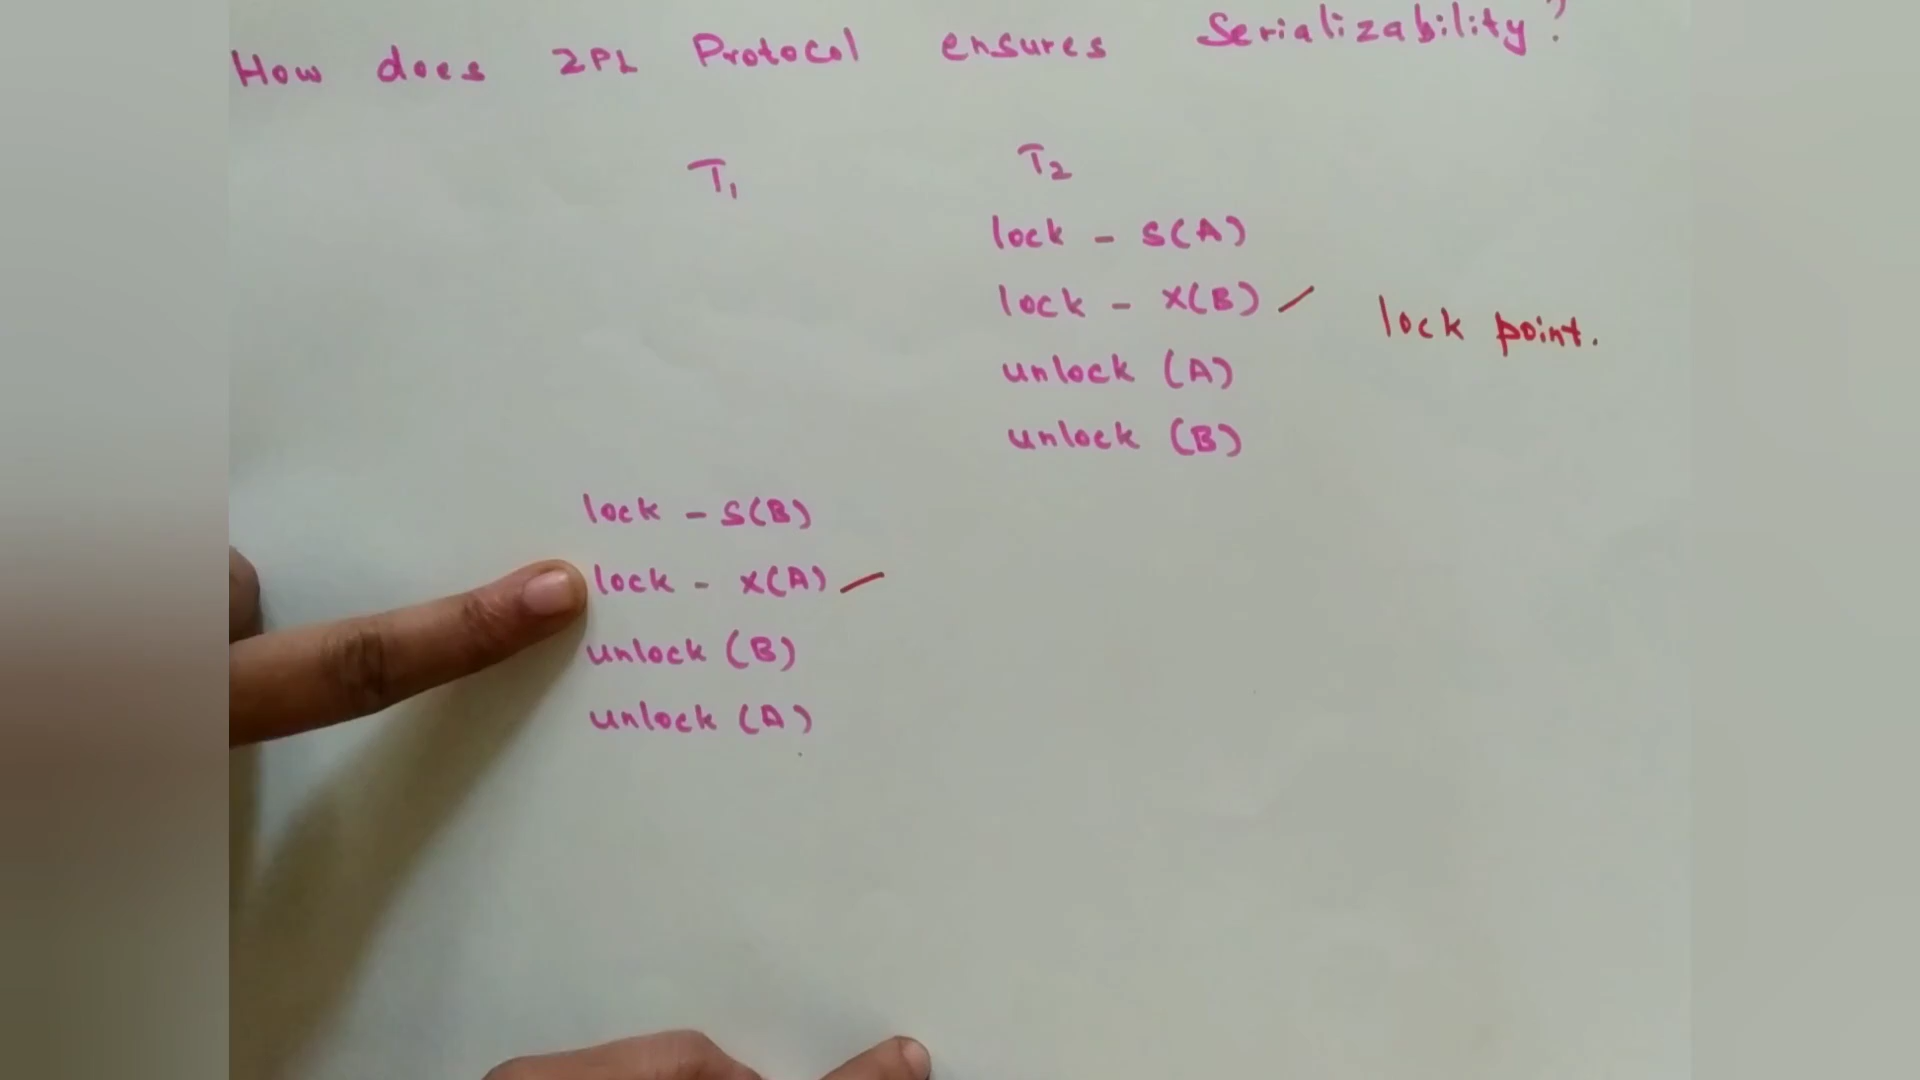 How does 2PL Protocol ensures Serializability?
T1 T2
lock - S(A)
lock - X(B) lock point.
unlock (A)
unlock (B)
lock - S(B)
lock - X(A)
unlock (B)
unlock (A)